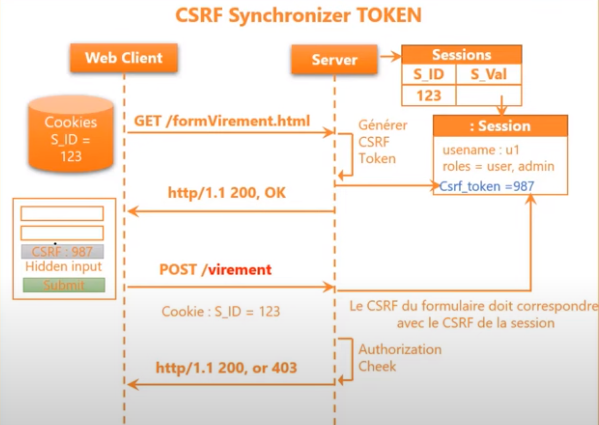 CSRF Synchronizer TOKEN
Web Client
Server
Sessions
S_ID S_Val
123
Cookies
S_ID =
123
GET /formVirement.html
Générer
CSRF
Token
: Session
usename : u1
roles = user, admin
Csrf_token =987
http/1.1 200, OK
CSRF : 987
Hidden input
Submit
POST /virement
Cookie : S_ID = 123
Le CSRF du formulaire doit correspondre
avec le CSRF de la session
Authorization
Cheek
http/1.1 200, or 403